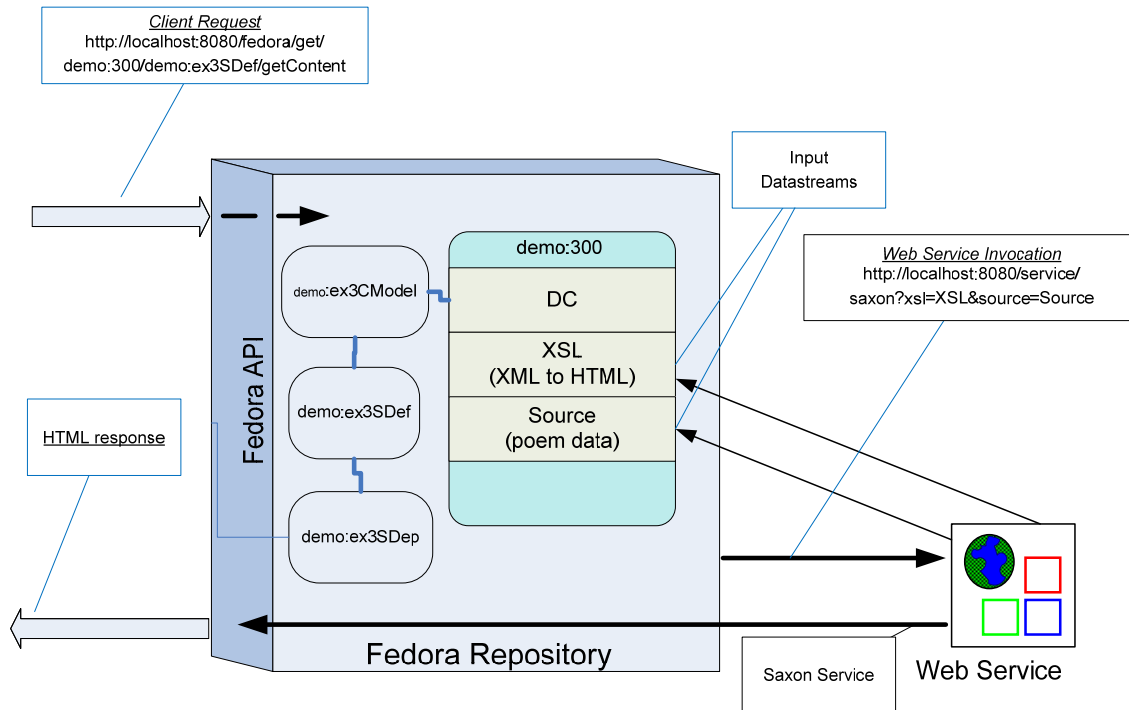 Client Request
http://localhost:8080/fedora/get/
demo:300/demo:ex3SDef/getContent
Input
Datastreams
Web Service Invocation
http://localhost:8080/service/
saxon?xsl=XSL&source=Source
demo:300
DC
XSL
(XML to HTML)
Source
(poem data)
demo:ex3CModel
demo:ex3SDef
demo:ex3SDep
Fedora API
HTML response
Fedora Repository
Saxon Service
Web Service